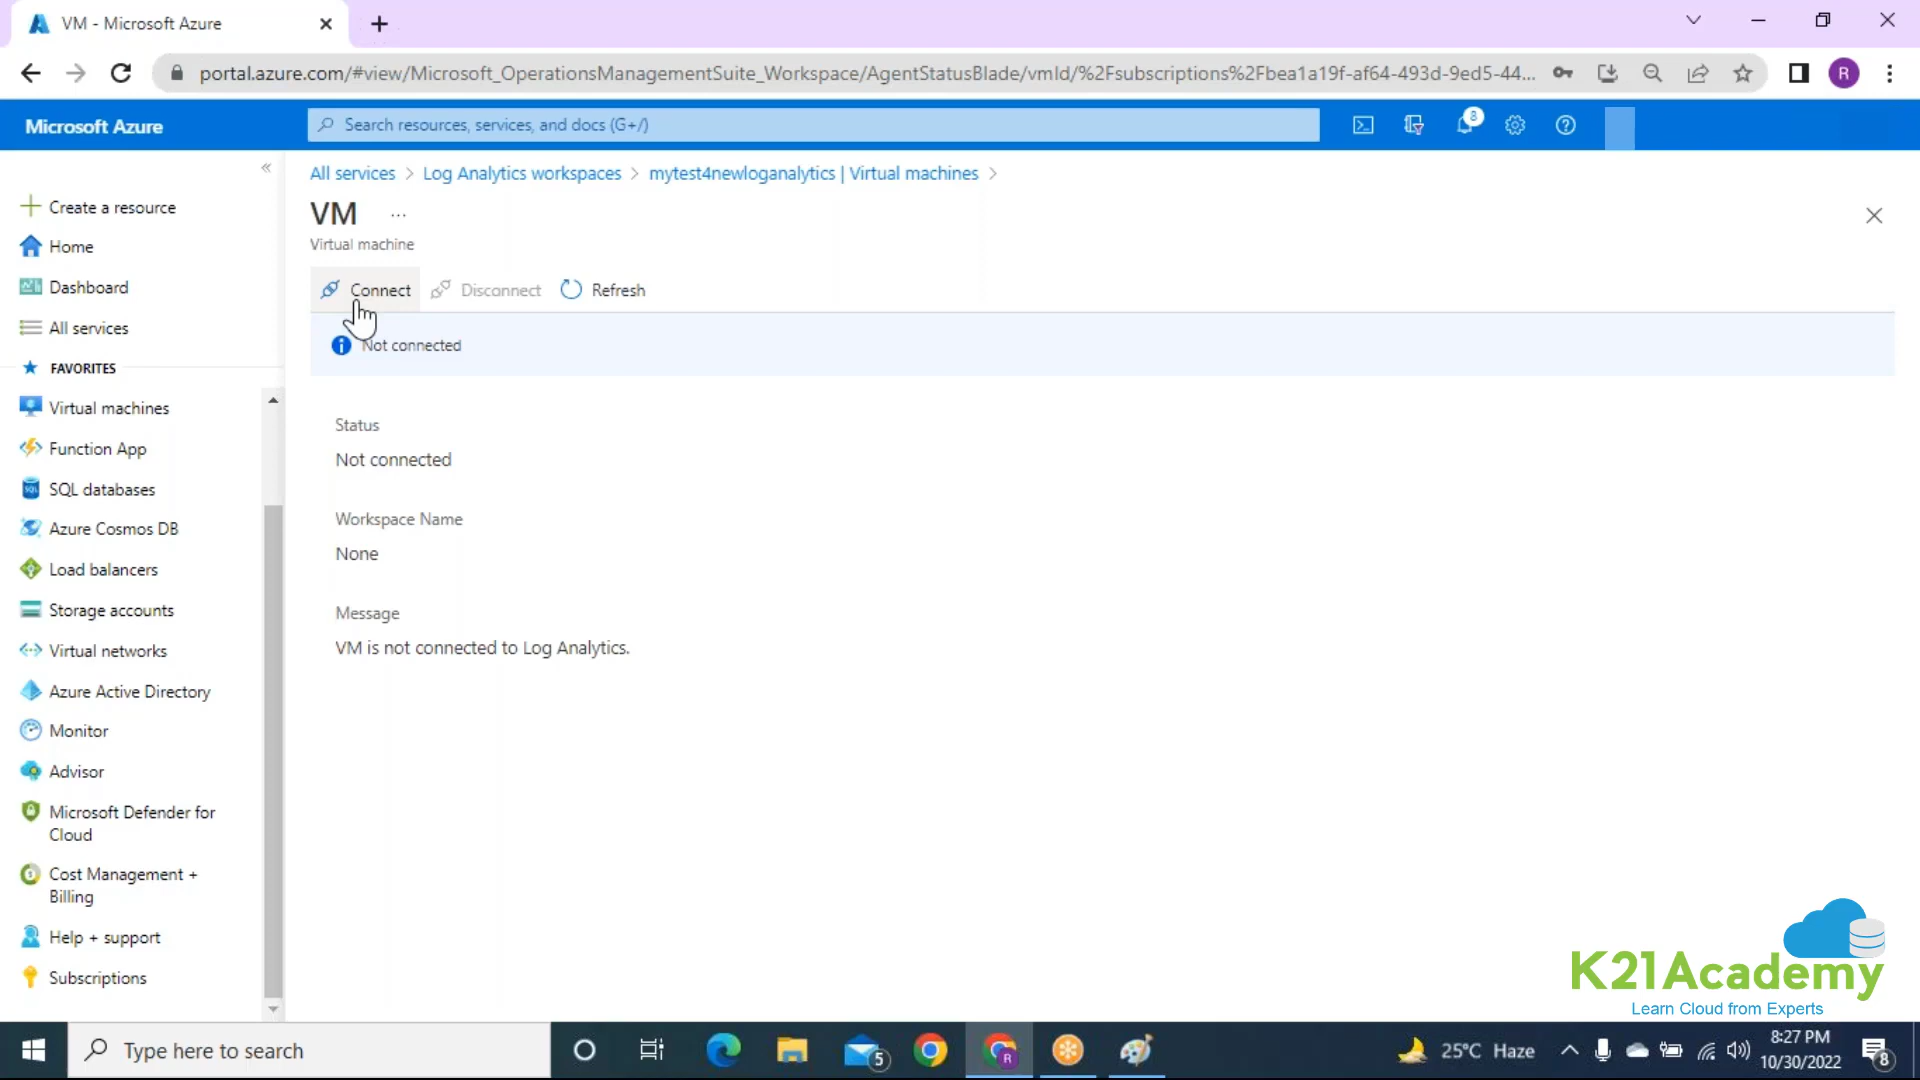 VM - Microsoft Azure
portal.azure.com/#view/Microsoft_OperationsManagementSuite_Workspace/AgentStatusBlade/vmId/%2Fsubscriptions%2Fbea1a19f-af64-493d-9ed5-44...
R
Microsoft Azure
Search resources, services, and docs (G+/)
8
All services > Log Analytics workspaces > mytest4newloganalytics | Virtual machines >
VM ...
Virtual machine
Connect
Disconnect
Refresh
Not connected
Status
Not connected
Workspace Name
None
Message
VM is not connected to Log Analytics.
Create a resource
Home
Dashboard
All services
FAVORITES
Virtual machines
Function App
SQL databases
Azure Cosmos DB
Load balancers
Storage accounts
Virtual networks
Azure Active Directory
Monitor
Advisor
Microsoft Defender for
Cloud
Cost Management +
Billing
Help + support
Subscriptions
K21Academy
Learn Cloud from Experts
Type here to search
5
R
25°C Haze
8:27 PM
10/30/2022
8